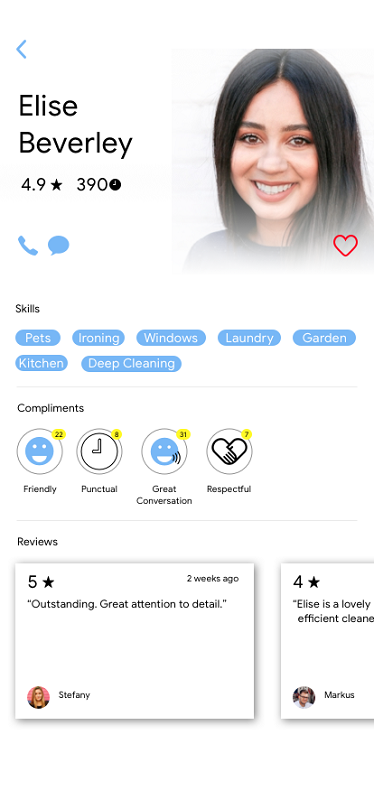 Elise
Beverley
4.9 ★ 390
Skills
Pets Ironing Windows Laundry Garden
Kitchen Deep Cleaning
Compliments
22 8 31 7
Friendly Punctual Great Conversation Respectful
Reviews
5 ★ 2 weeks ago
“Outstanding. Great attention to detail.”
Stefany
4 ★
“Elise is a lovely
efficient cleane
Markus